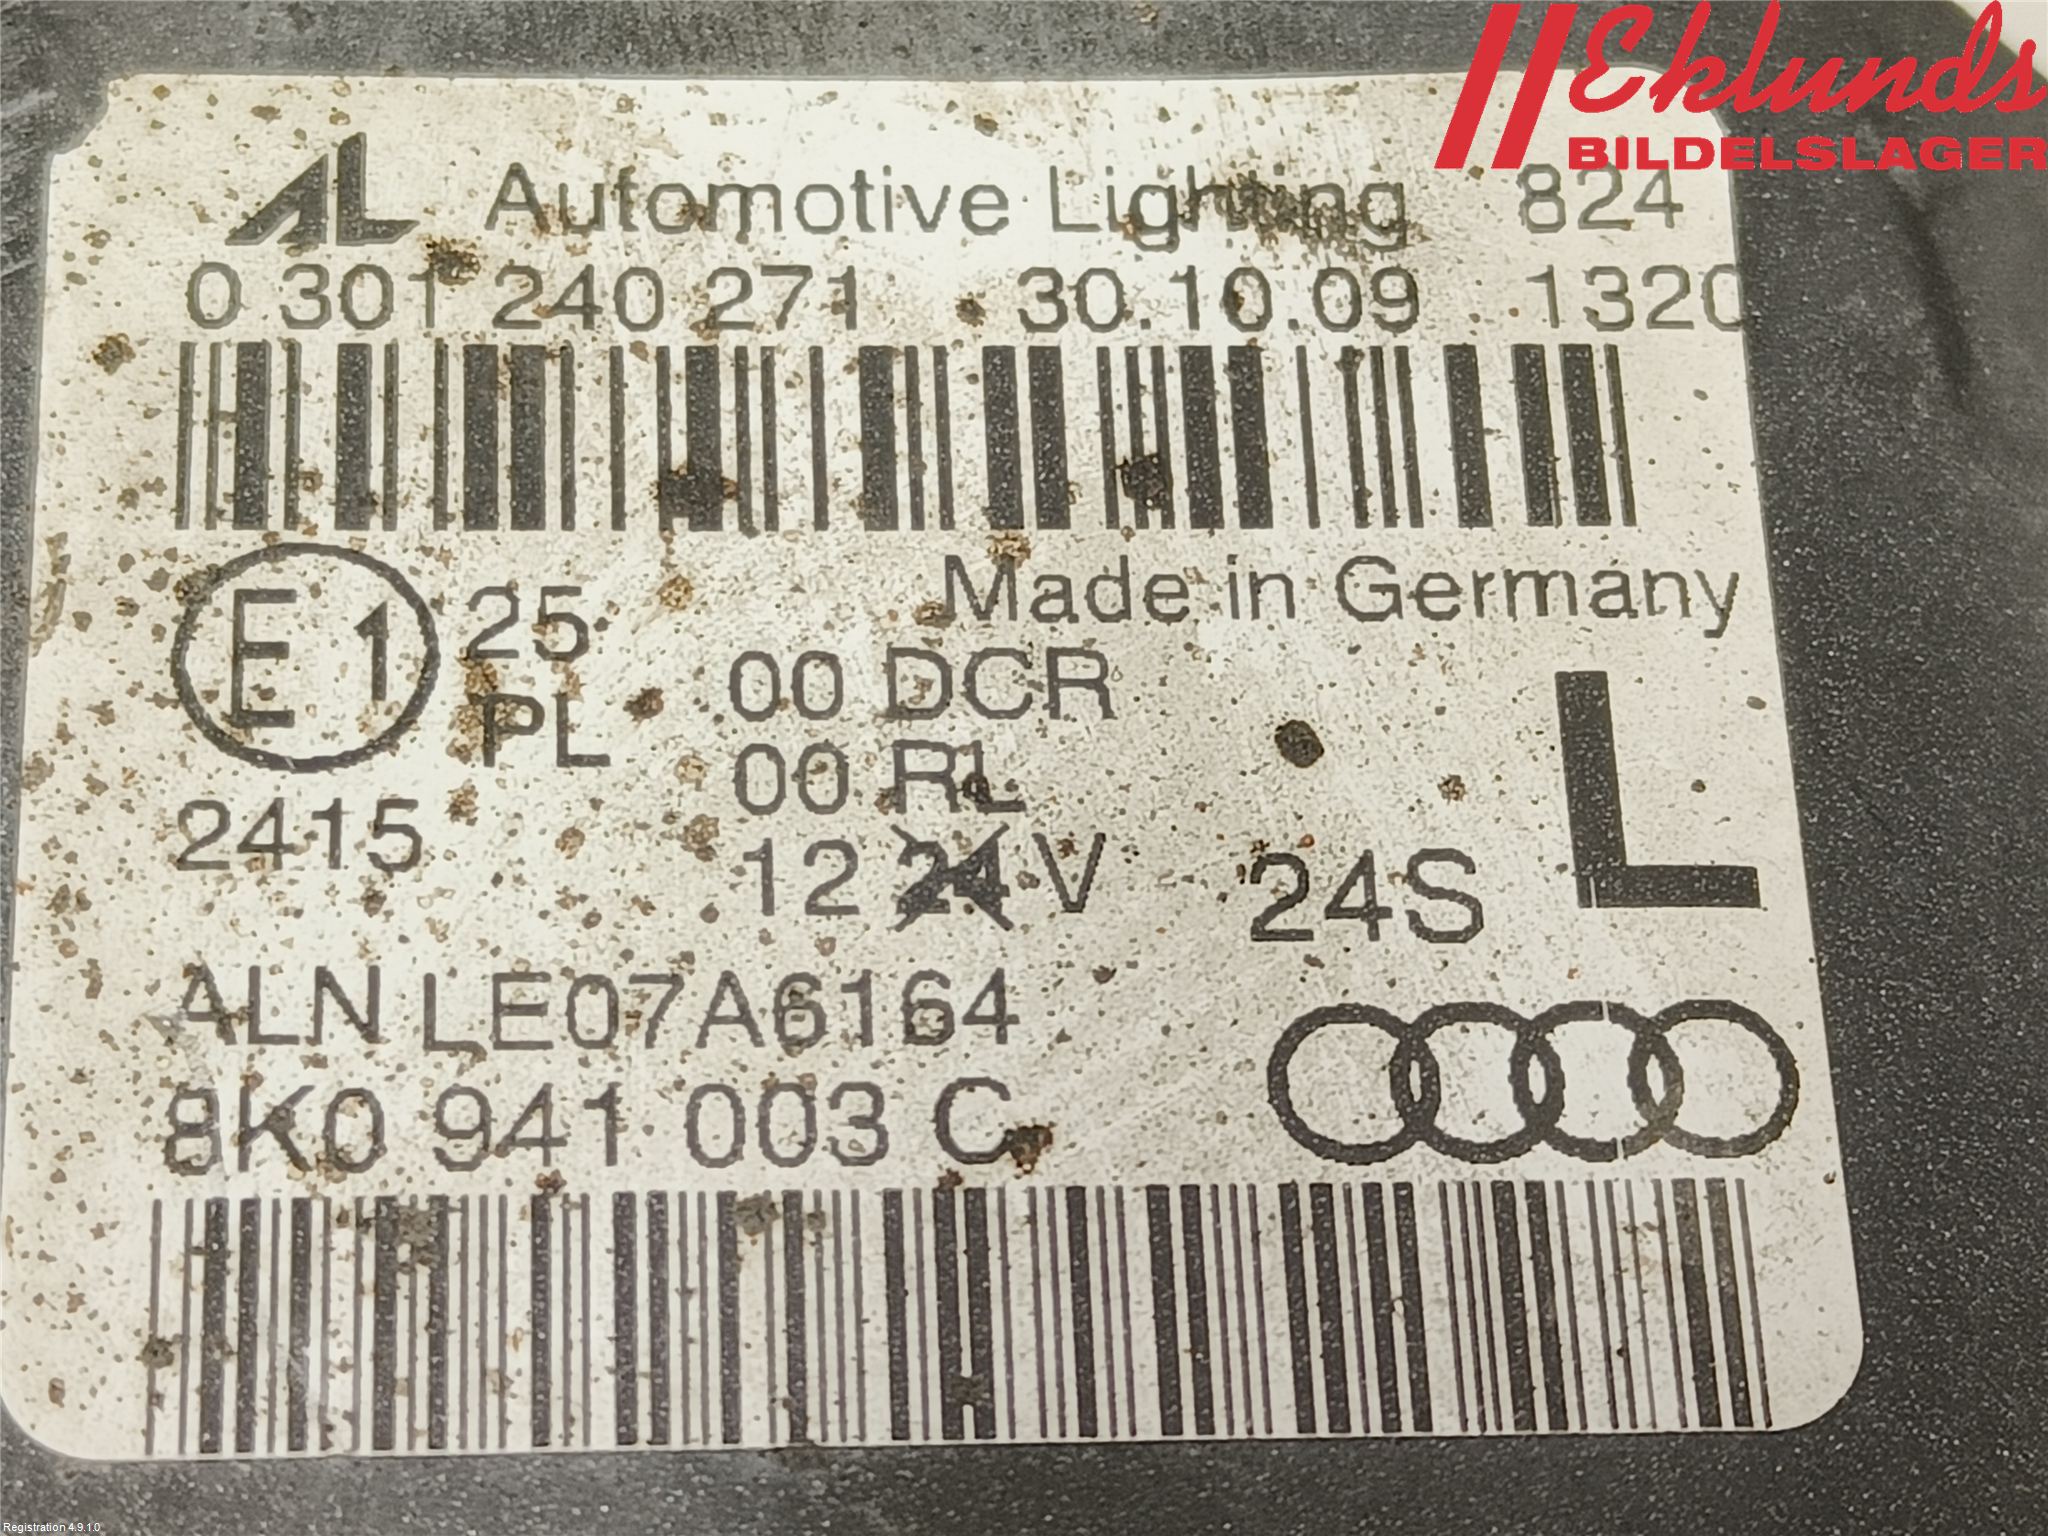 Eklunds
BILDELSLAGER
AL Automotive Lighting 824
0 301 240 271 30.10.09 1320
Made in Germany
E1 25
PL
00 DCR
00 RL
2415
12 24 V
24S
L
ALN LE07A6164
8K0 941 003 C
Registration 4.9.1.0